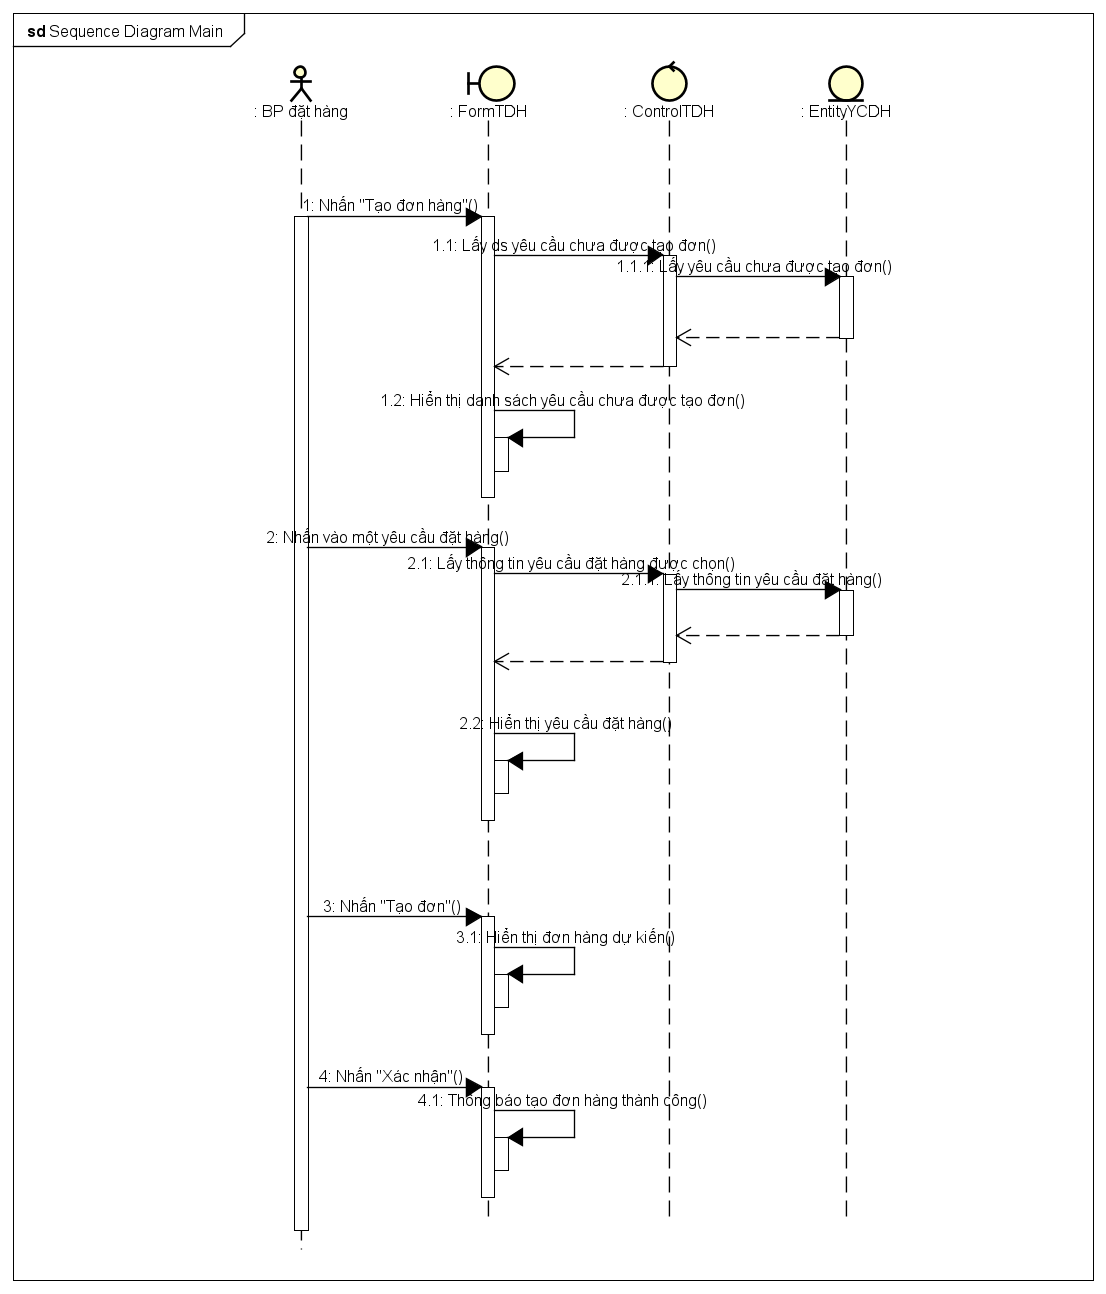 sd Sequence Diagram Main
: BP đặt hàng
: FormTDH
: ControlTDH
: EntityYCDH
1: Nhấn "Tạo đơn hàng"()
1.1: Lấy ds yêu cầu chưa được tạo đơn()
1.1.1: Lấy yêu cầu chưa được tạo đơn()
1.2: Hiển thị danh sách yêu cầu chưa được tạo đơn()
2: Nhấn vào một yêu cầu đặt hàng()
2.1: Lấy thông tin yêu cầu đặt hàng được chọn()
2.1.1: Lấy thông tin yêu cầu đặt hàng()
2.2: Hiển thị yêu cầu đặt hàng()
3: Nhấn "Tạo đơn"()
3.1: Hiển thị đơn hàng dự kiến()
4: Nhấn "Xác nhận"()
4.1: Thông báo tạo đơn hàng thành công()